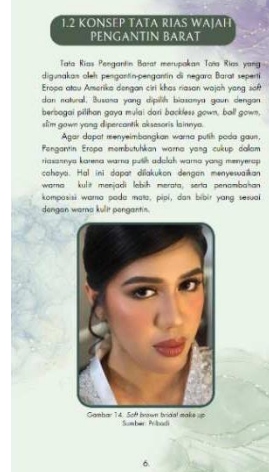 1.2 KONSEP TATA RIAS WAJAH
PENGANTIN BARAT
Tata Rias Pengantin Barat merupakan Tata Rias yang
digunakan oleh pengantin-pengantin di negara Barat seperti
Eropa atau Amerika dengan ciri khas riasan wajah yang soft
dan natural. Busana yang dipilih biasanya gaun dengan
berbagai pilihan gaya mulai dari backless gown, ball gown,
slim gown yang dipercantik aksesoris lainnya.
Agar dapat menyeimbangkan warna putih pada gaun,
Pengantin Eropa membutuhkan warna yang cukup dalam
riasannya karena warna putih adalah warna yang menyerap
cahaya. Hal ini dapat dilakukan dengan menyesuaikan
warna kulit menjadi lebih merata, serta penambahan
komposisi warna pada mata, pipi, dan bibir yang sesuai
dengan warna kulit pengantin.
Gambar 14. Soft brown bridal make up
Sumber: Pribadi
6.